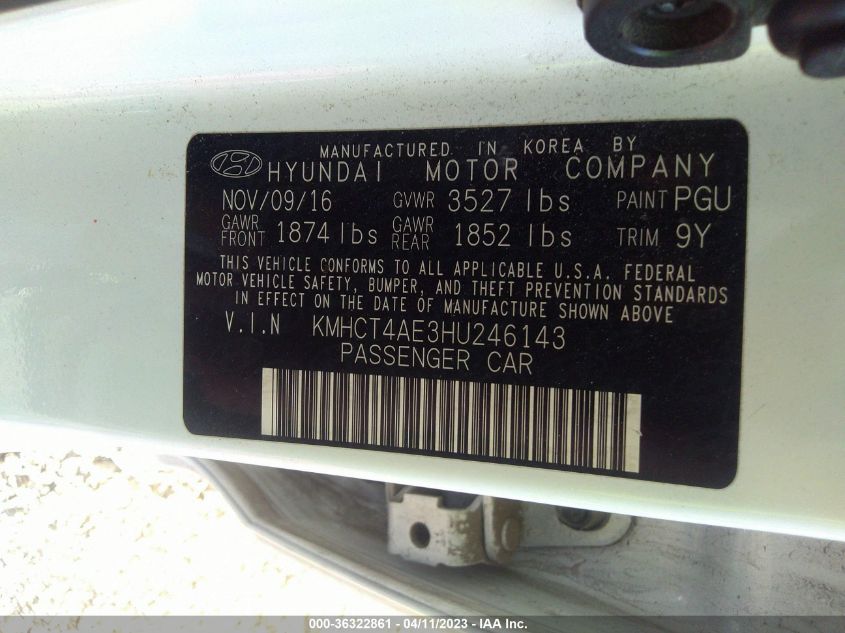 MANUFACTURED IN KOREA BY
HYUNDAI MOTOR COMPANY
NOV/09/16 GVWR 3527 lbs PAINT PGU
GAWR FRONT 1874 lbs GAWR REAR 1852 lbs TRIM 9Y
THIS VEHICLE CONFORMS TO ALL APPLICABLE U.S.A. FEDERAL
MOTOR VEHICLE SAFETY, BUMPER, AND THEFT PREVENTION STANDARDS
IN EFFECT ON THE DATE OF MANUFACTURE SHOWN ABOVE
V.I.N KMHCT4AE3HU246143
PASSENGER CAR
000-36322861 - 04/11/2023 - IAA Inc.